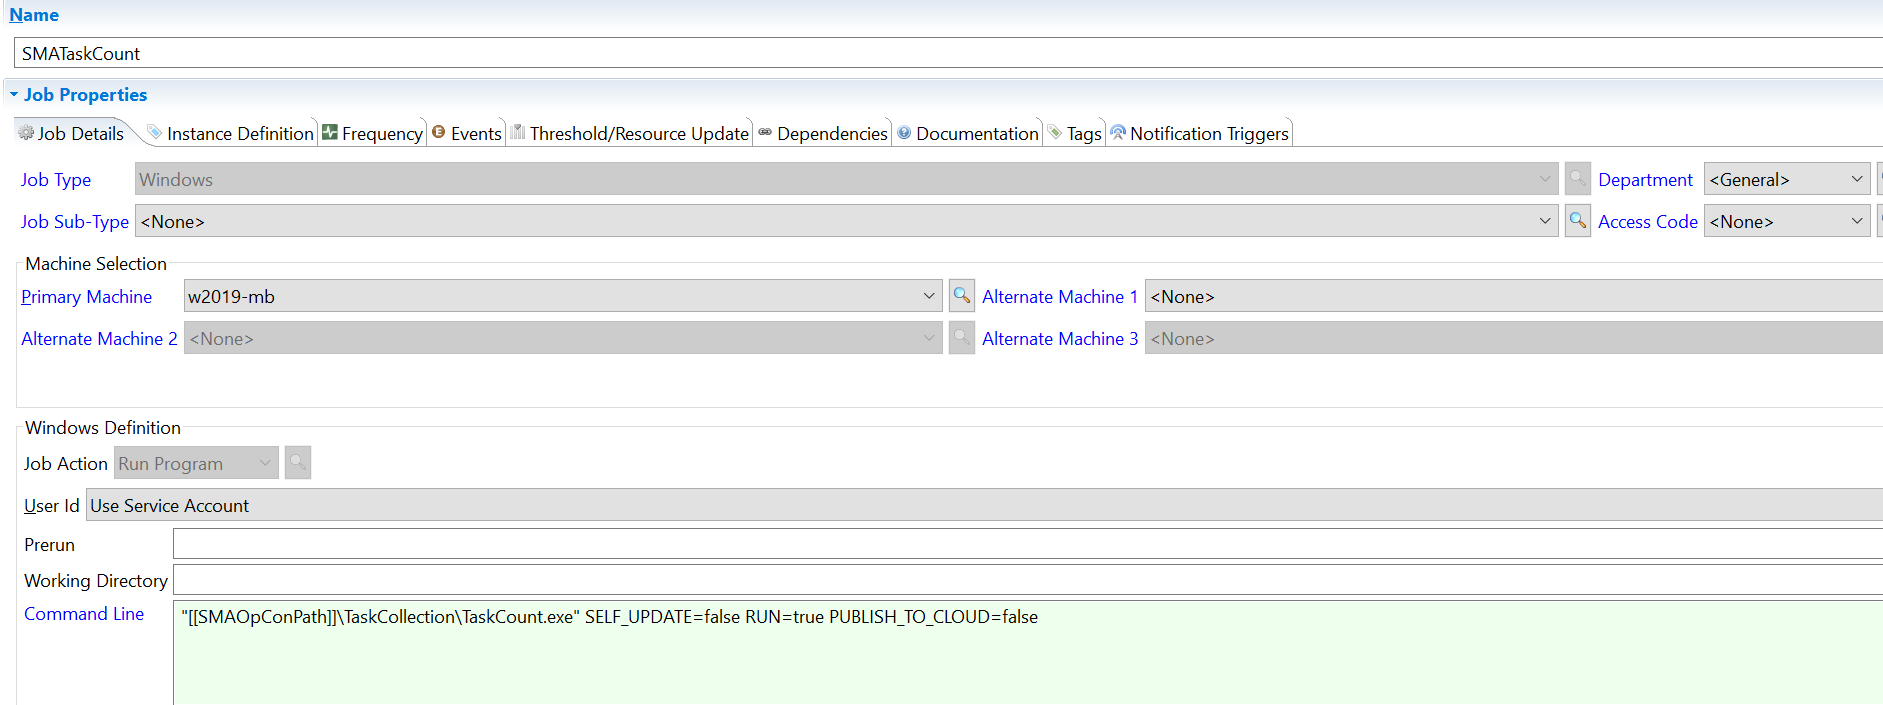 Name
SMATaskCount
Job Properties
Job Details Instance Definition Frequency Events Threshold/Resource Update Dependencies Documentation Tags Notification Triggers
Job Type Windows Department <General>
Job Sub-Type <None> Access Code <None>
Machine Selection
Primary Machine w2019-mb Alternate Machine 1 <None>
Alternate Machine 2 <None> Alternate Machine 3 <None>
Windows Definition
Job Action Run Program
User Id Use Service Account
Prerun
Working Directory
Command Line "[[SMAOpConPath]]\TaskCollection\TaskCount.exe" SELF_UPDATE=false RUN=true PUBLISH_TO_CLOUD=false